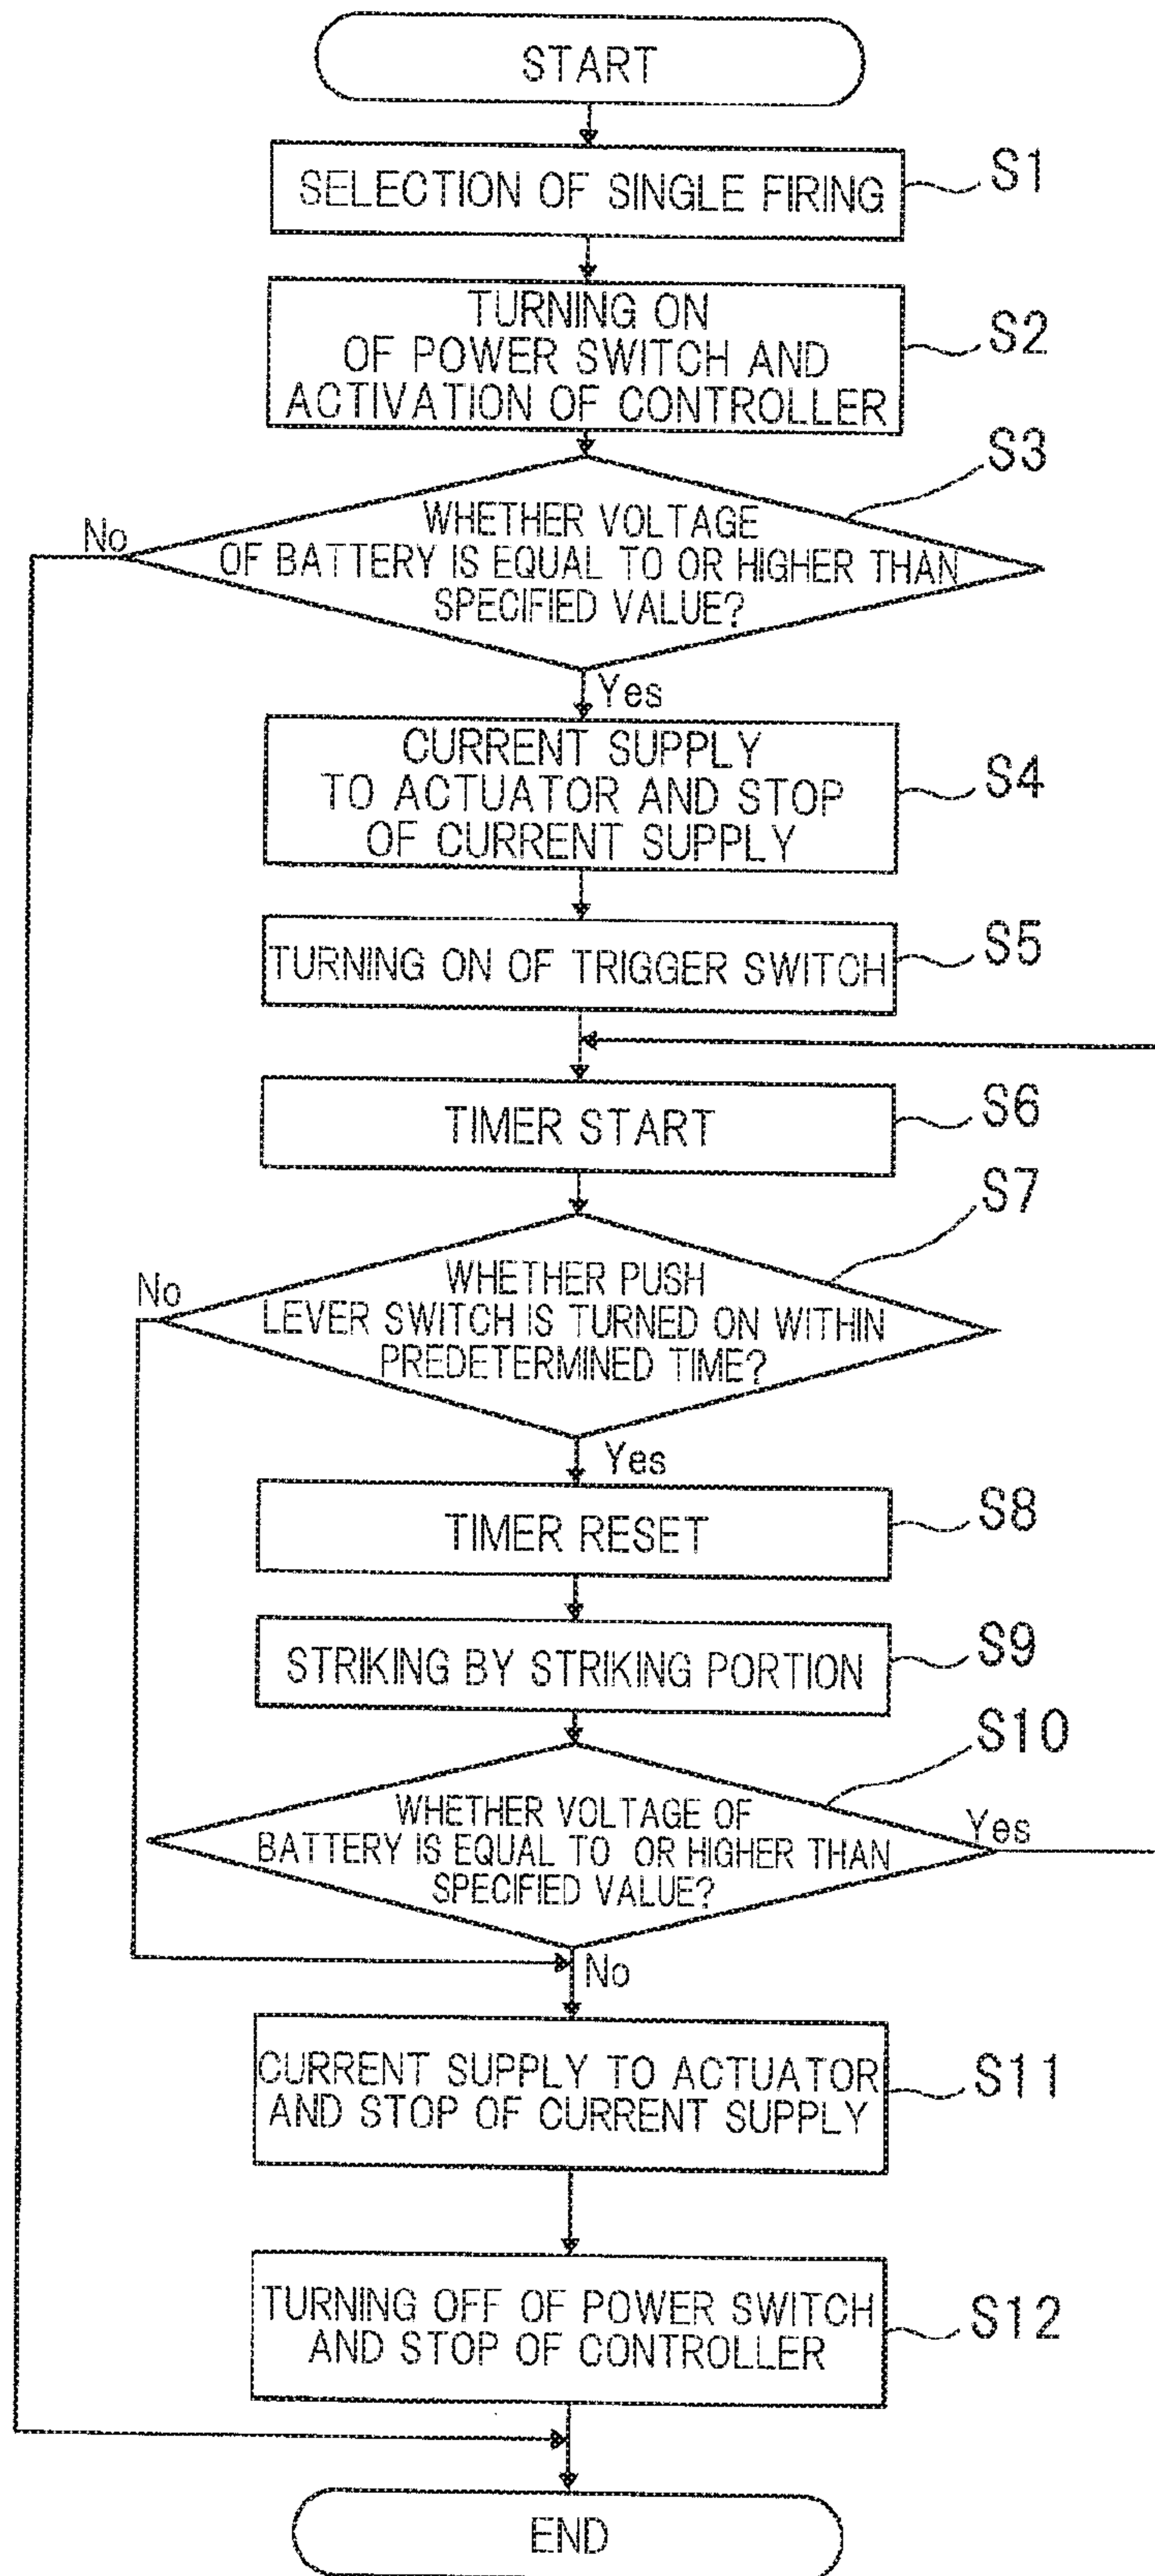 START
SELECTION OF SINGLE FIRING
S1
TURNING ON
OF POWER SWITCH AND
ACTIVATION OF CONTROLLER
S2
S3
WHETHER VOLTAGE
OF BATTERY IS EQUAL TO OR HIGHER THAN
SPECIFIED VALUE?
No
Yes
CURRENT SUPPLY
TO ACTUATOR AND STOP
OF CURRENT SUPPLY
S4
TURNING ON OF TRIGGER SWITCH
S5
TIMER START
S6
S7
WHETHER PUSH
LEVER SWITCH IS TURNED ON WITHIN
PREDETERMINED TIME?
No
Yes
TIMER RESET
S8
STRIKING BY STRIKING PORTION
S9
S10
WHETHER VOLTAGE OF
BATTERY IS EQUAL TO OR HIGHER THAN
SPECIFIED VALUE?
Yes
No
CURRENT SUPPLY TO ACTUATOR
AND STOP OF CURRENT SUPPLY
S11
TURNING OFF OF POWER SWITCH
AND STOP OF CONTROLLER
S12
END